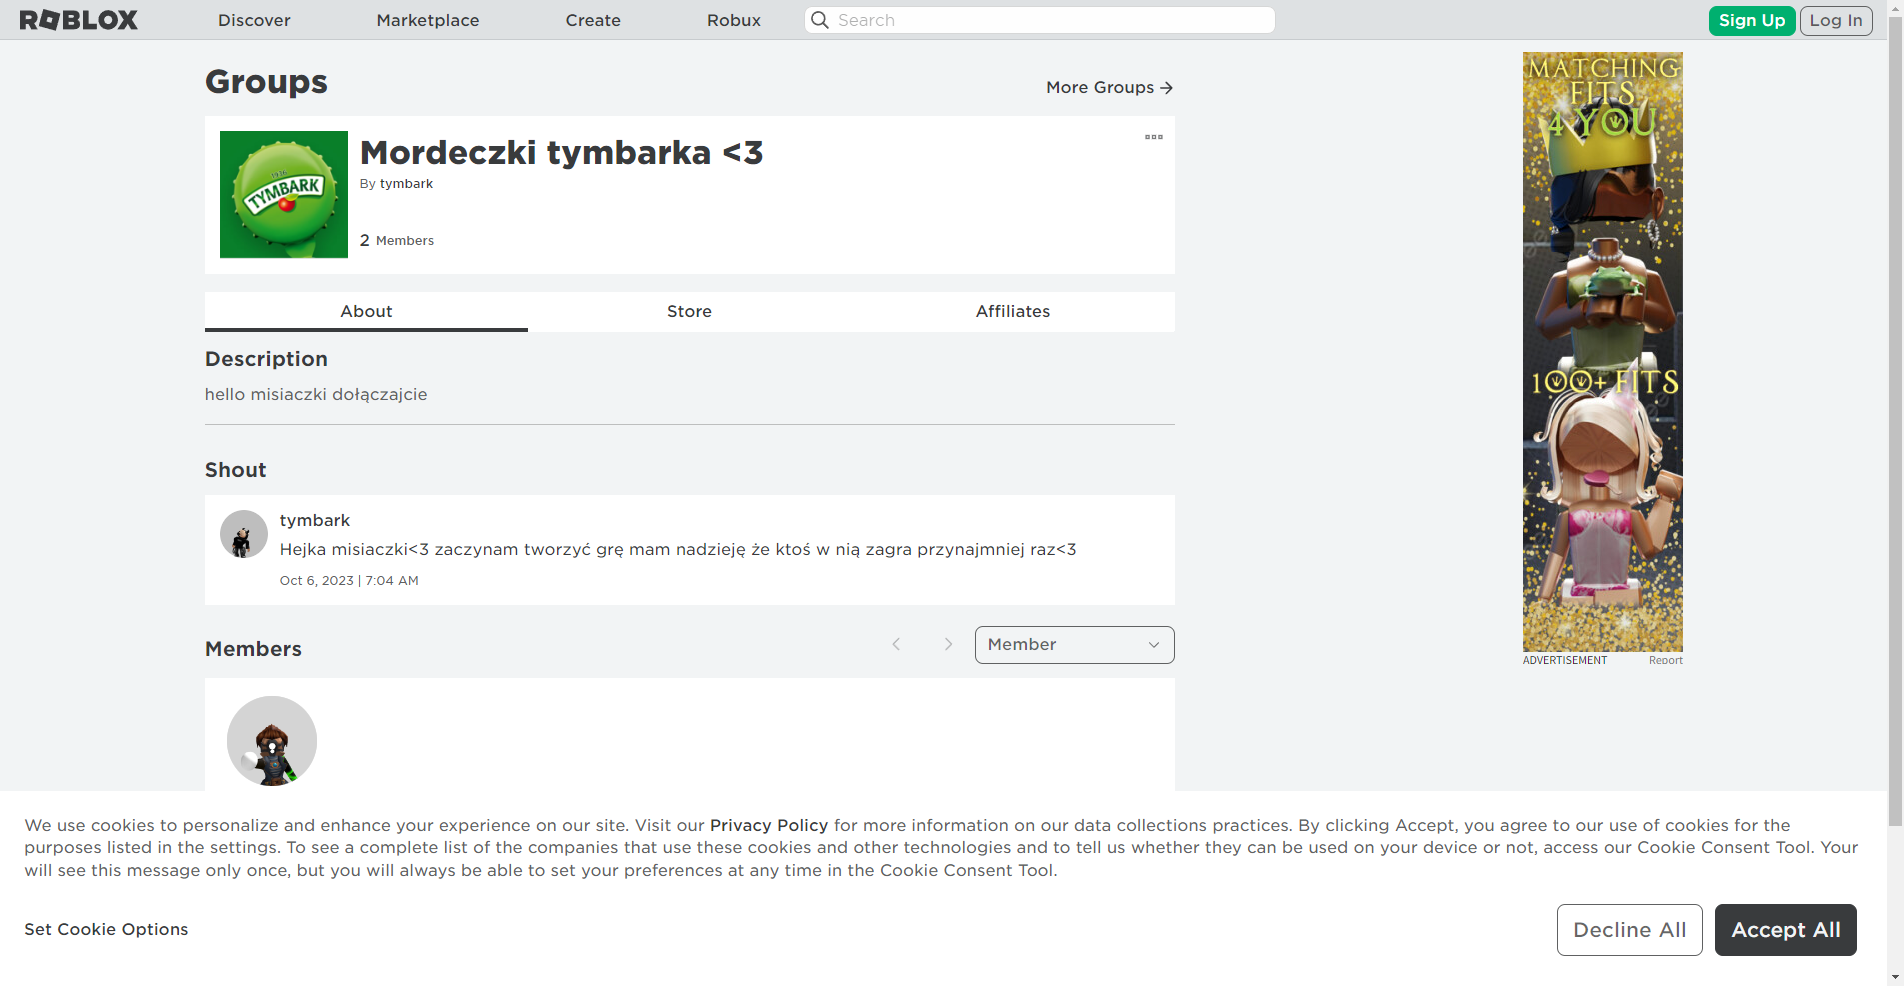 ROBLOX
Discover
Marketplace
Create
Robux
Search
Sign Up
Log In
Groups
More Groups
1936
TYMBARK
Mordeczki tymbarka <3
By tymbark
2 Members
About
Store
Affiliates
Description
hello misiaczki dołączajcie
Shout
tymbark
Hejka misiaczki<3 zaczynam tworzyć grę mam nadzieję że ktoś w nią zagra przynajmniej raz<3
Oct 6, 2023 | 7:04 AM
Members
Member
MATCHING
FITS
4 YOU
100+ FITS
ADVERTISEMENT
Report
We use cookies to personalize and enhance your experience on our site. Visit our Privacy Policy for more information on our data collections practices. By clicking Accept, you agree to our use of cookies for the
purposes listed in the settings. To see a complete list of the companies that use these cookies and other technologies and to tell us whether they can be used on your device or not, access our Cookie Consent Tool. Your
will see this message only once, but you will always be able to set your preferences at any time in the Cookie Consent Tool.
Set Cookie Options
Decline All
Accept All